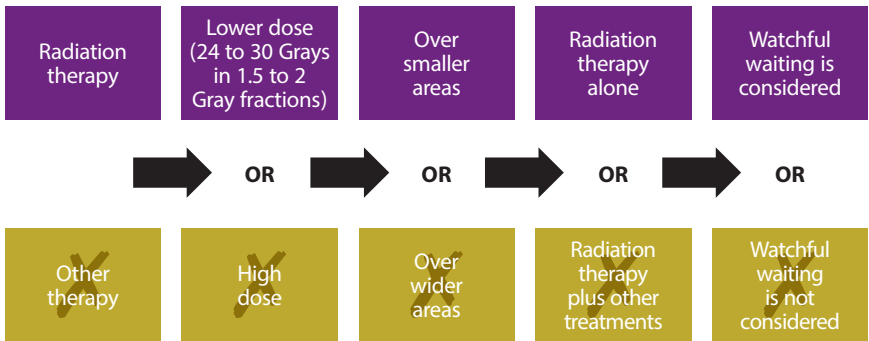 Radiation
therapy
Lower dose
(24 to 30 Grays
in 1.5 to 2
Gray fractions)
Over
smaller
areas
Radiation
therapy
alone
Watchful
waiting is
considered
OR
OR
OR
OR
Other
therapy
High
dose
Over
wider
areas
Radiation
therapy
plus other
treatments
Watchful
waiting
is not
considered